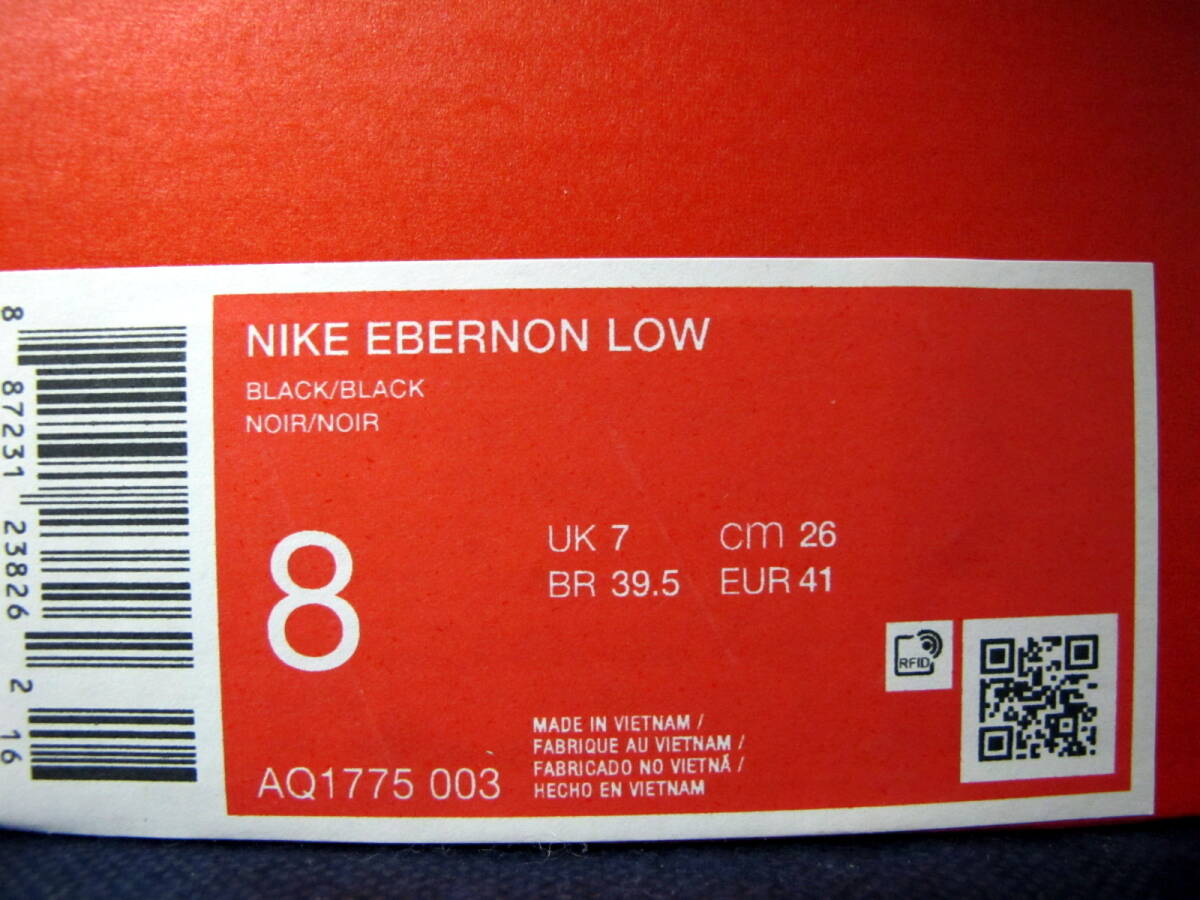 NIKE EBERNON LOW
BLACK/BLACK
NOIR/NOIR
8
UK 7 cm 26
BR 39.5 EUR 41
RFID
MADE IN VIETNAM /
FABRIQUE AU VIETNAM /
FABRICADO NO VIETNÃ /
HECHO EN VIETNAM
AQ1775 003
8 87231 23826 2 16